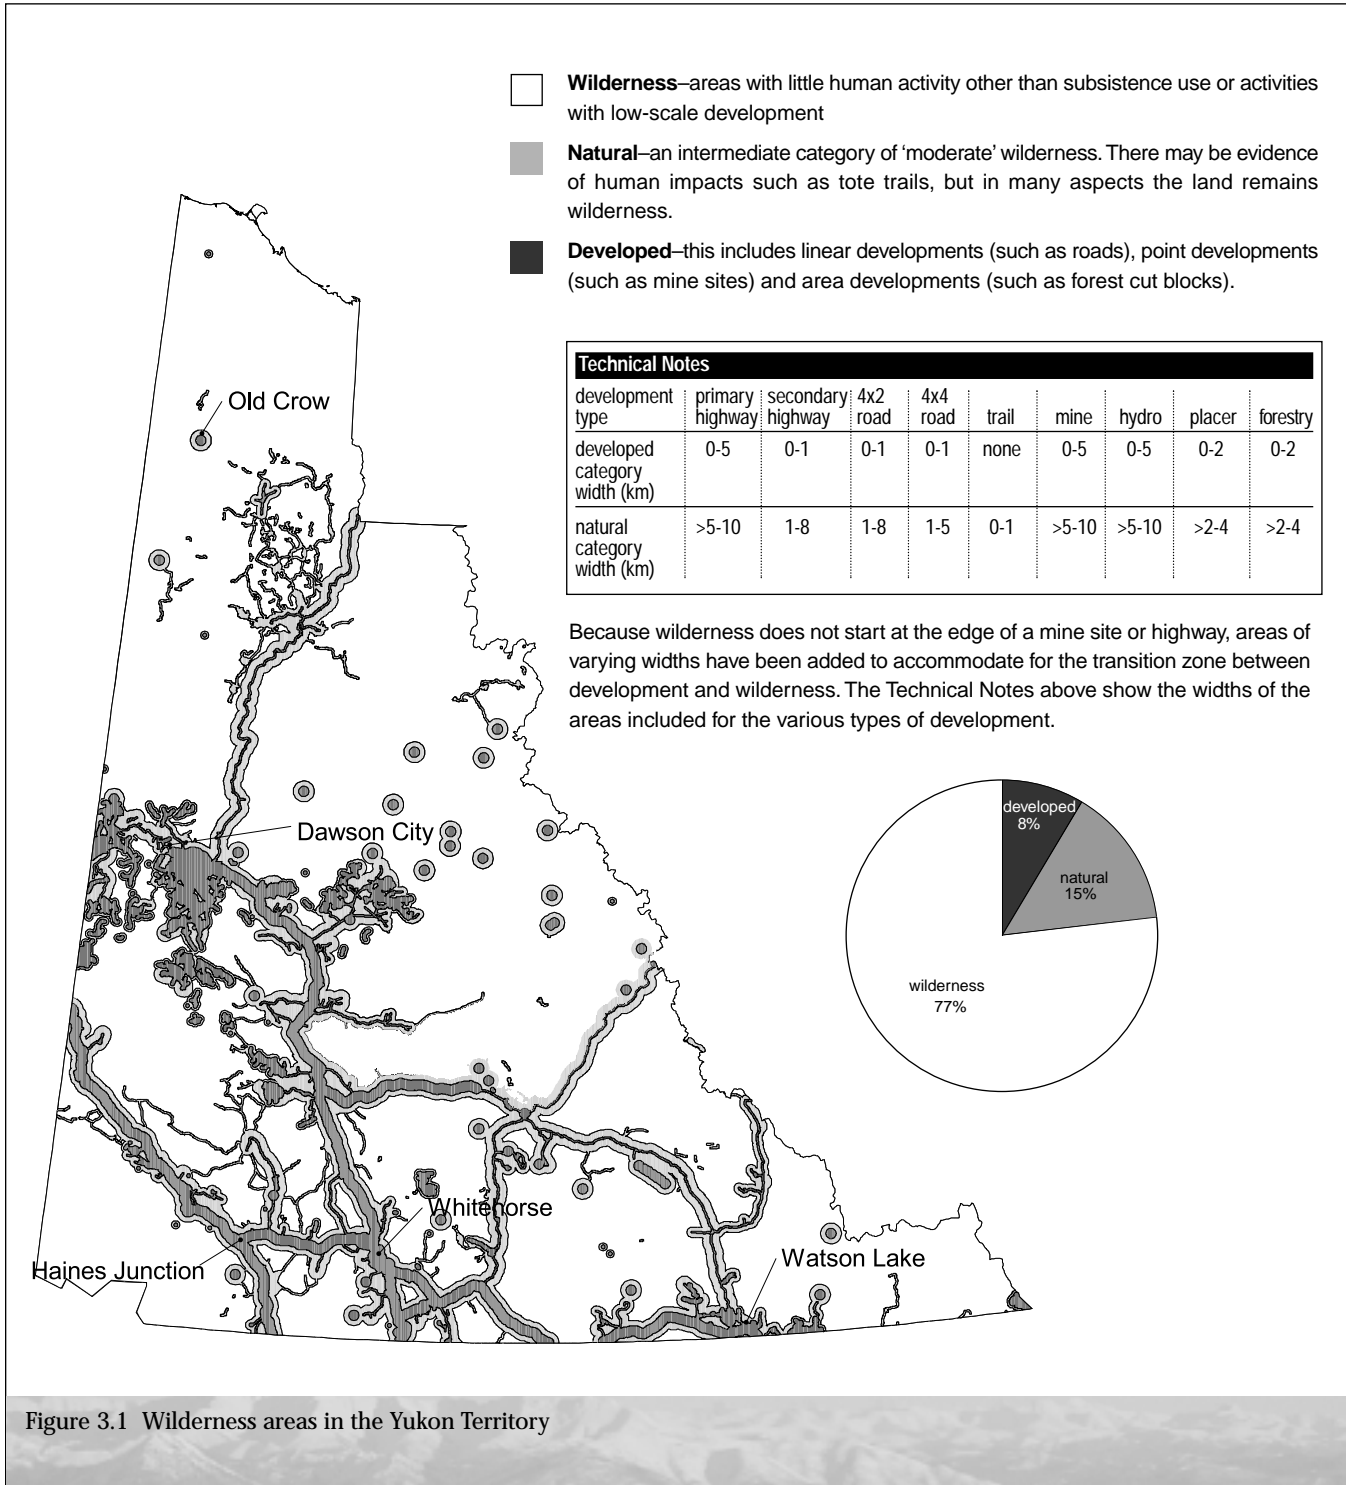 Wilderness–areas with little human activity other than subsistence use or activities
with low-scale development
Natural–an intermediate category of ‘moderate’ wilderness. There may be evidence
of human impacts such as tote trails, but in many aspects the land remains
wilderness.
Developed–this includes linear developments (such as roads), point developments
(such as mine sites) and area developments (such as forest cut blocks).
Technical Notes
development type | primary highway | secondary highway | 4x2 road | 4x4 road | trail | mine | hydro | placer | forestry
developed category width (km) | 0-5 | 0-1 | 0-1 | 0-1 | none | 0-5 | 0-5 | 0-2 | 0-2
natural category width (km) | >5-10 | 1-8 | 1-8 | 1-5 | 0-1 | >5-10 | >5-10 | >2-4 | >2-4
Because wilderness does not start at the edge of a mine site or highway, areas of
varying widths have been added to accommodate for the transition zone between
development and wilderness. The Technical Notes above show the widths of the
areas included for the various types of development.
developed
8%
natural
15%
wilderness
77%
Old Crow
Dawson City
Whitehorse
Haines Junction
Watson Lake
Figure 3.1 Wilderness areas in the Yukon Territory